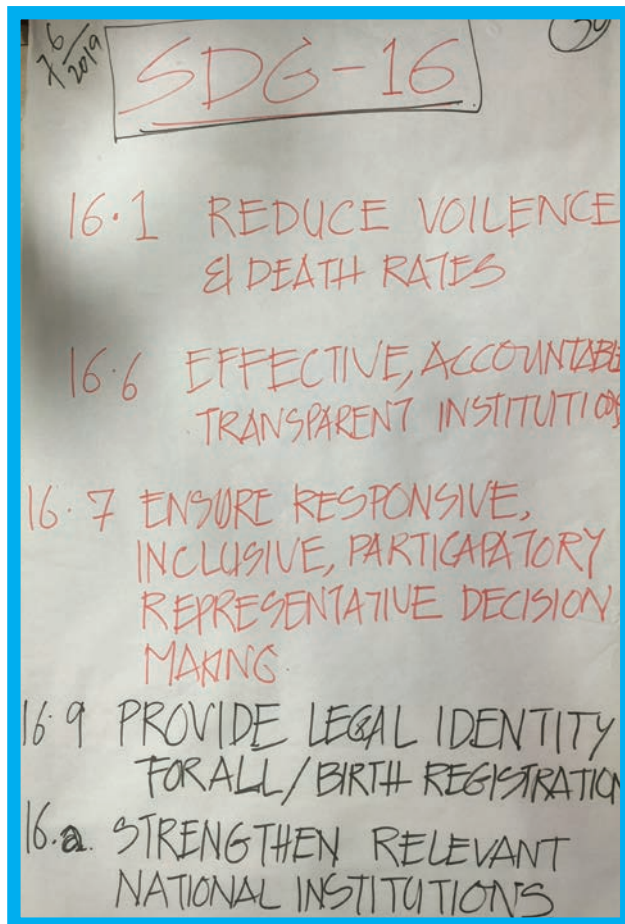 7 6/2019
SDG-16
16.1 REDUCE VOILENCE
& DEATH RATES
16.6 EFFECTIVE, ACCOUNTABLE
TRANSPARENT INSTITUTIONS
16.7 ENSURE RESPONSIVE,
INCLUSIVE, PARTICAPATORY
REPRESENTATIVE DECISION
MAKING.
16.9 PROVIDE LEGAL IDENTITY
FOR ALL/BIRTH REGISTRATION
16.a. STRENGTHEN RELEVANT
NATIONAL INSTITUTIONS